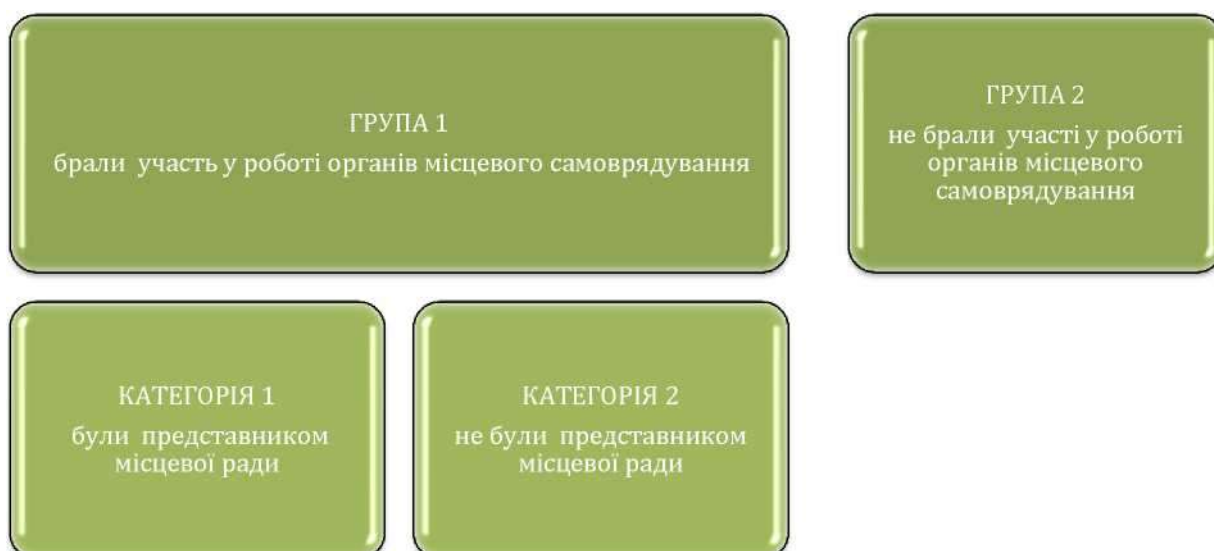 ГРУПА 1
брали участь у роботі органів місцевого самоврядування
ГРУПА 2
не брали участі у роботі
органів місцевого
самоврядування
КАТЕГОРІЯ 1
були представником
місцевої ради
КАТЕГОРІЯ 2
не були представником
місцевої ради